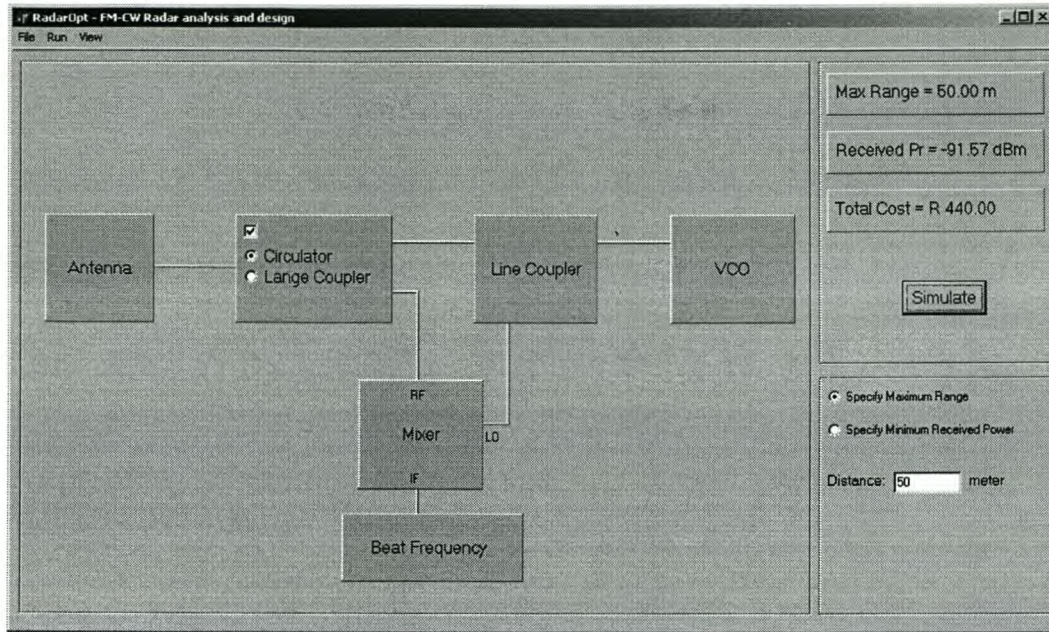 RadarOpt - FM-CW Radar analysis and design
File Run View
Max Range = 50.00 m
Received Pr = -91.57 dBm
Total Cost = R 440.00
Simulate
Antenna
Circulator
Lange Coupler
Line Coupler
VCO
RF
Mixer
LO
IF
Beat Frequency
Specify Maximum Range
Specify Minimum Received Power
Distance: 50 meter